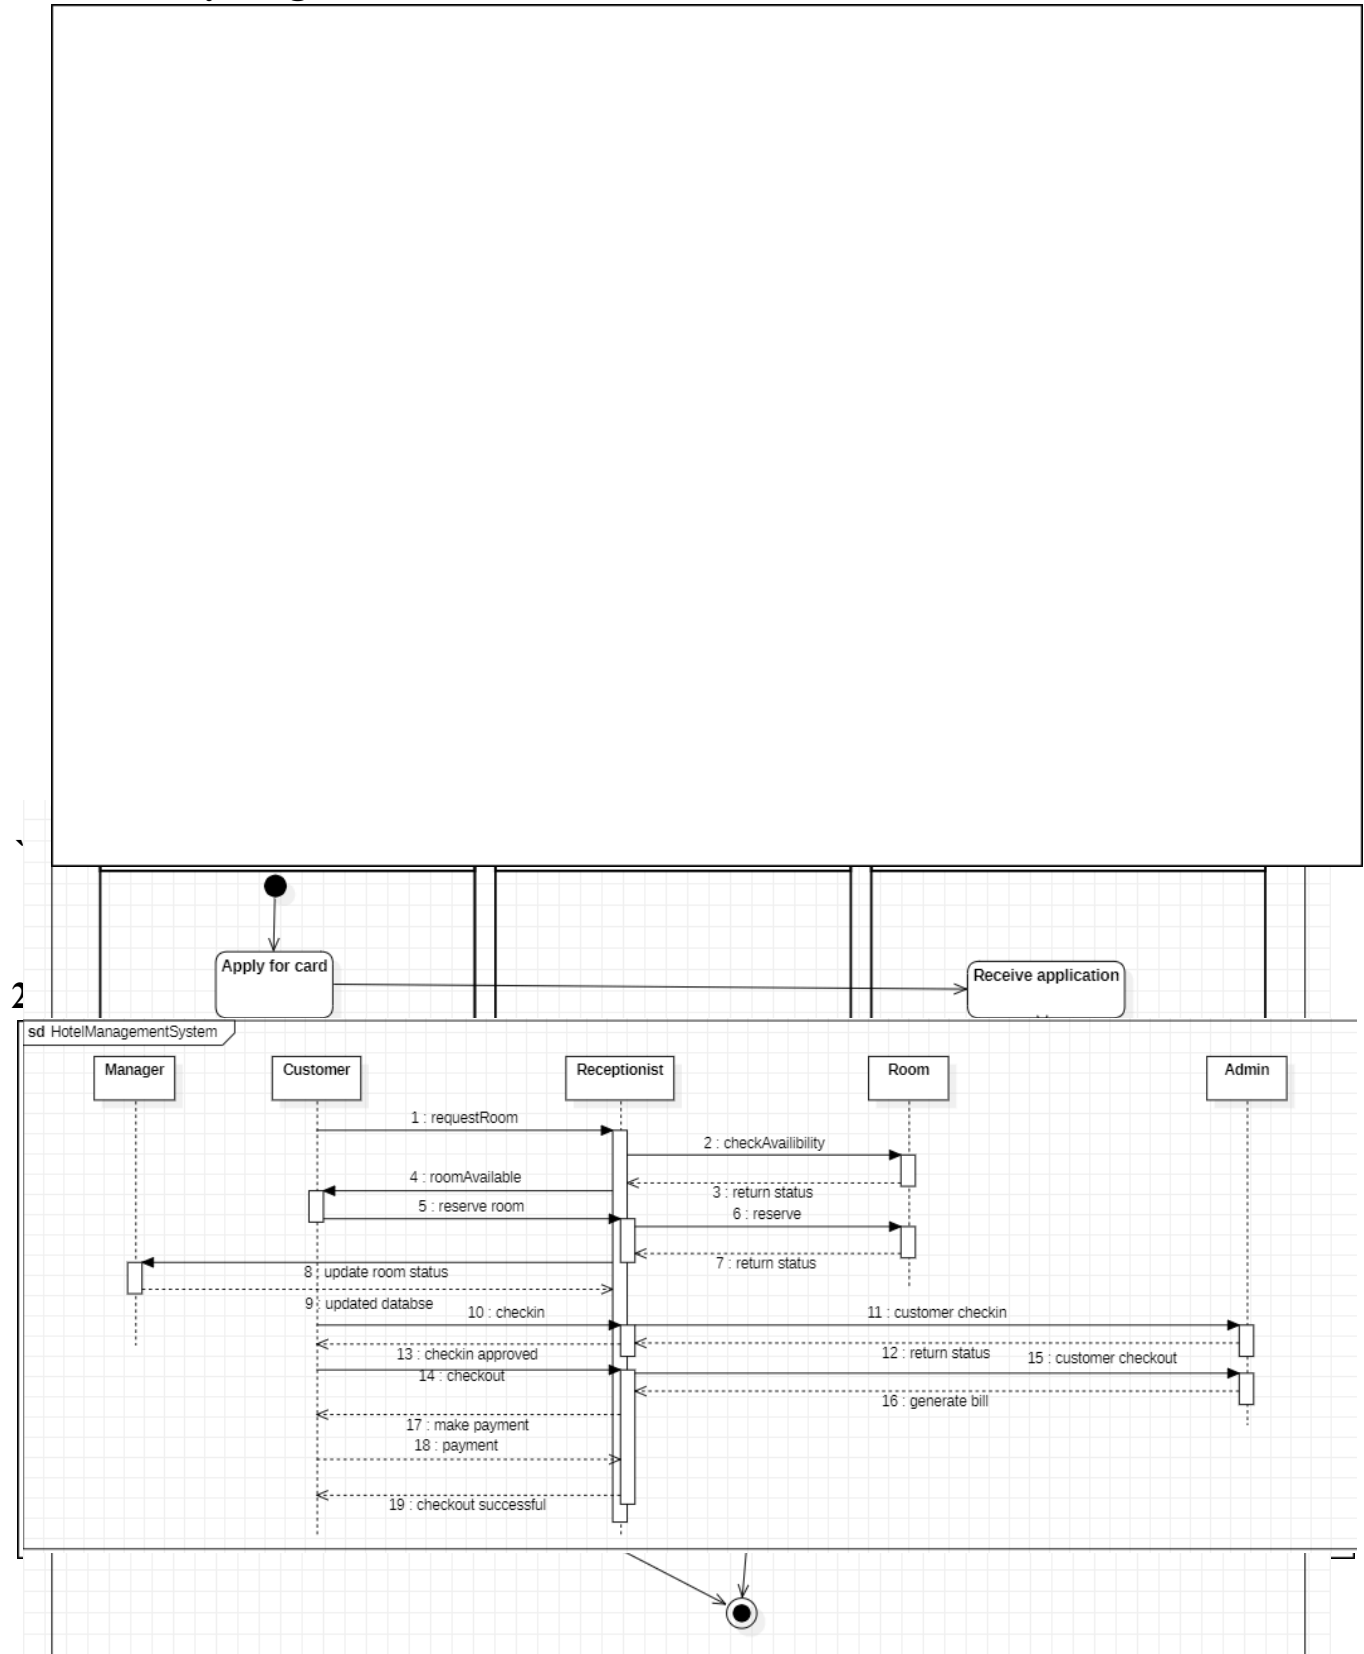 Apply for card
Receive application
2
sd HotelManagementSystem
Manager
Customer
Receptionist
Room
Admin
1 : requestRoom
2 : checkAvailibility
4 : roomAvailable
3 : return status
5 : reserve room
6 : reserve
7 : return status
8 : update room status
9 : updated databse
10 : checkin
11 : customer checkin
12 : return status
13 : checkin approved
15 : customer checkout
14 : checkout
16 : generate bill
17 : make payment
18 : payment
19 : checkout successful